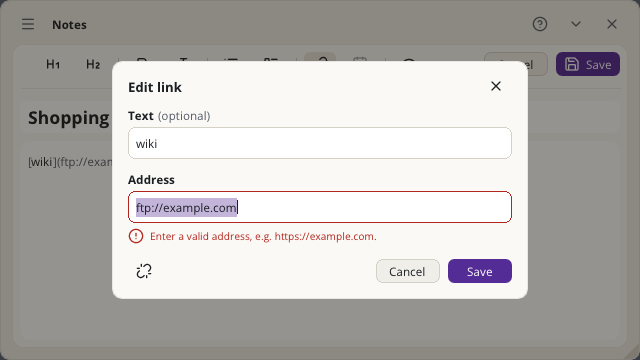 Notes
H1 H2 Save
Shopping
[wiki](ftp://exam
Edit link
Text (optional)
wiki
Address
ftp://example.com
Enter a valid address, e.g. https://example.com.
Cancel Save